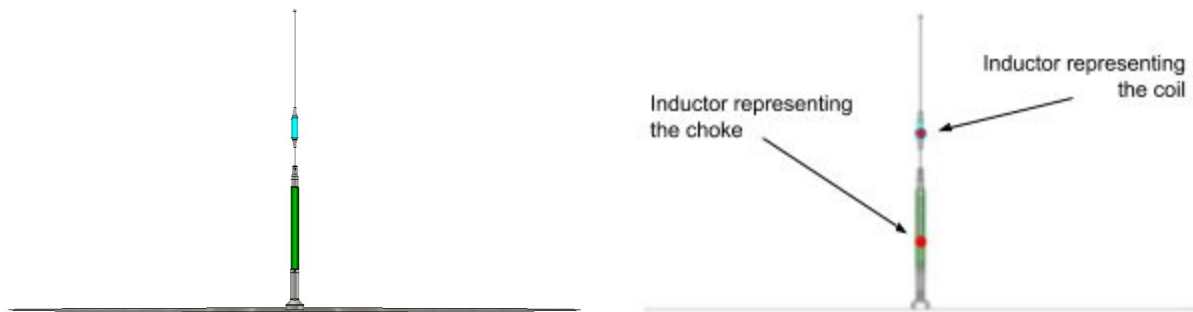 Inductor representing
the coil
Inductor representing
the choke